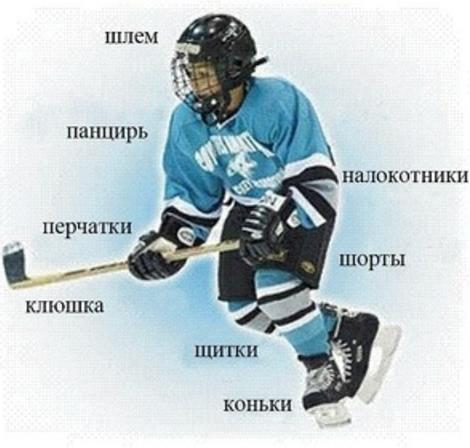 шлем
панцирь
налокотники
перчатки
шорты
клюшка
щитки
коньки